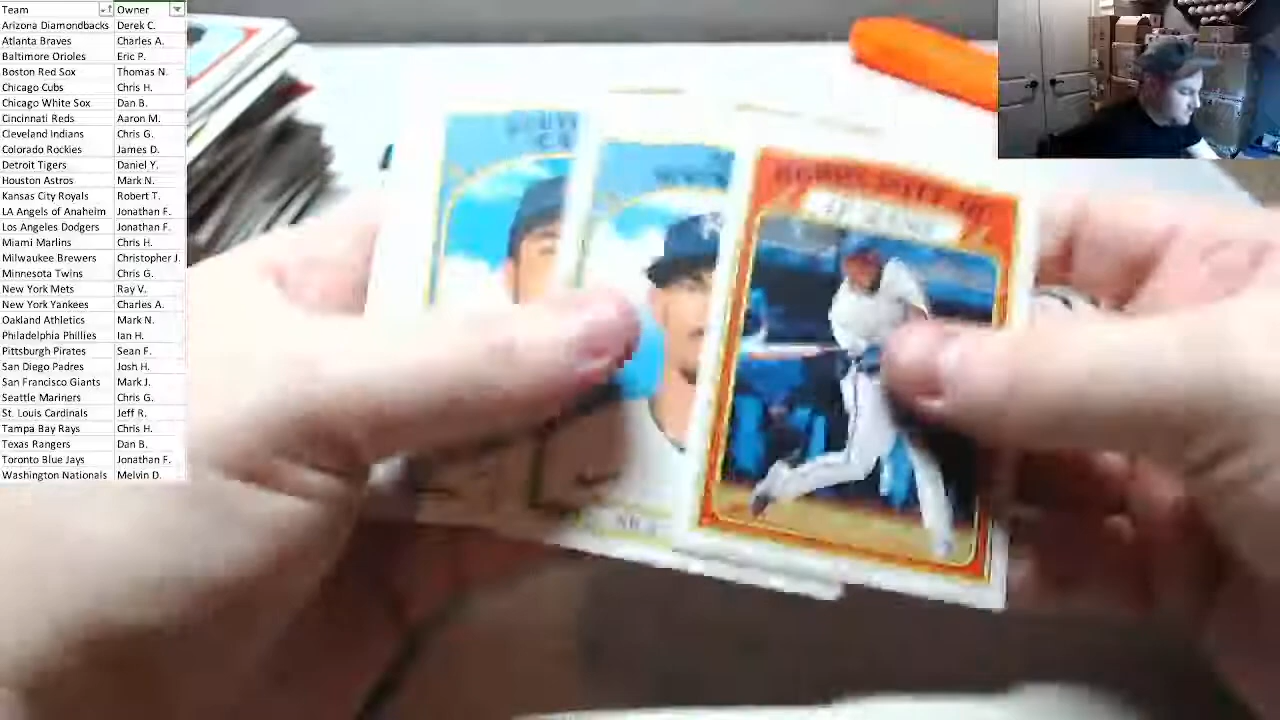 Team Owner
Arizona Diamondbacks Derek C.
Atlanta Braves Charles A.
Baltimore Orioles Eric P.
Boston Red Sox Thomas N.
Chicago Cubs Chris H.
Chicago White Sox Dan B.
Cincinnati Reds Aaron M.
Cleveland Indians Chris G.
Colorado Rockies James D.
Detroit Tigers Daniel Y.
Houston Astros Mark N.
Kansas City Royals Robert T.
LA Angels of Anaheim Jonathan F.
Los Angeles Dodgers Jonathan F.
Miami Marlins Chris H.
Milwaukee Brewers Christopher J.
Minnesota Twins Chris G.
New York Mets Ray V.
New York Yankees Charles A.
Oakland Athletics Mark N.
Philadelphia Phillies Ian H.
Pittsburgh Pirates Sean F.
San Diego Padres Josh H.
San Francisco Giants Mark J.
Seattle Mariners Chris G.
St. Louis Cardinals Jeff R.
Tampa Bay Rays Chris H.
Texas Rangers Dan B.
Toronto Blue Jays Jonathan F.
Washington Nationals Melvin D.
BOBBY WITT JR.
IN ACTION